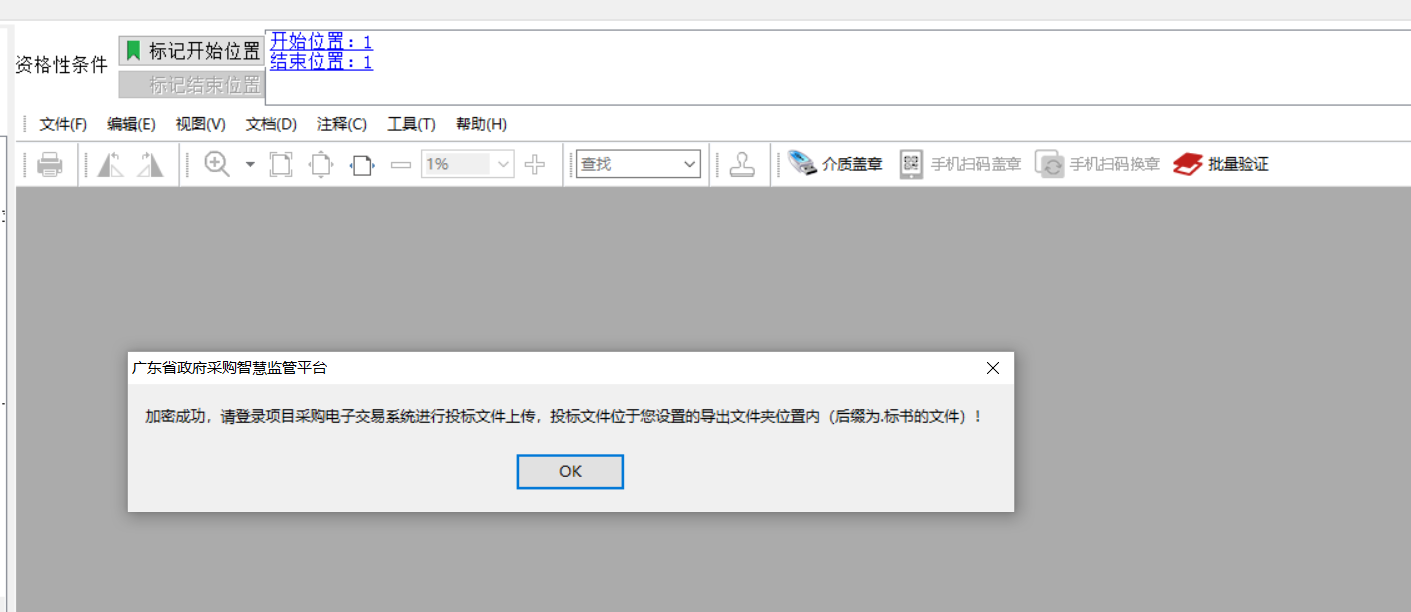 资格性条件
标记开始位置
标记结束位置
开始位置：1
结束位置：1
文件(F) 编辑(E) 视图(V) 文档(D) 注释(C) 工具(T) 帮助(H)
1% 查找 介质盖章 手机扫码盖章 手机扫码换章 批量验证
广东省政府采购智慧监管平台
加密成功，请登录项目采购电子交易系统进行投标文件上传，投标文件位于您设置的导出文件夹位置内（后缀为.标书的文件）！
OK